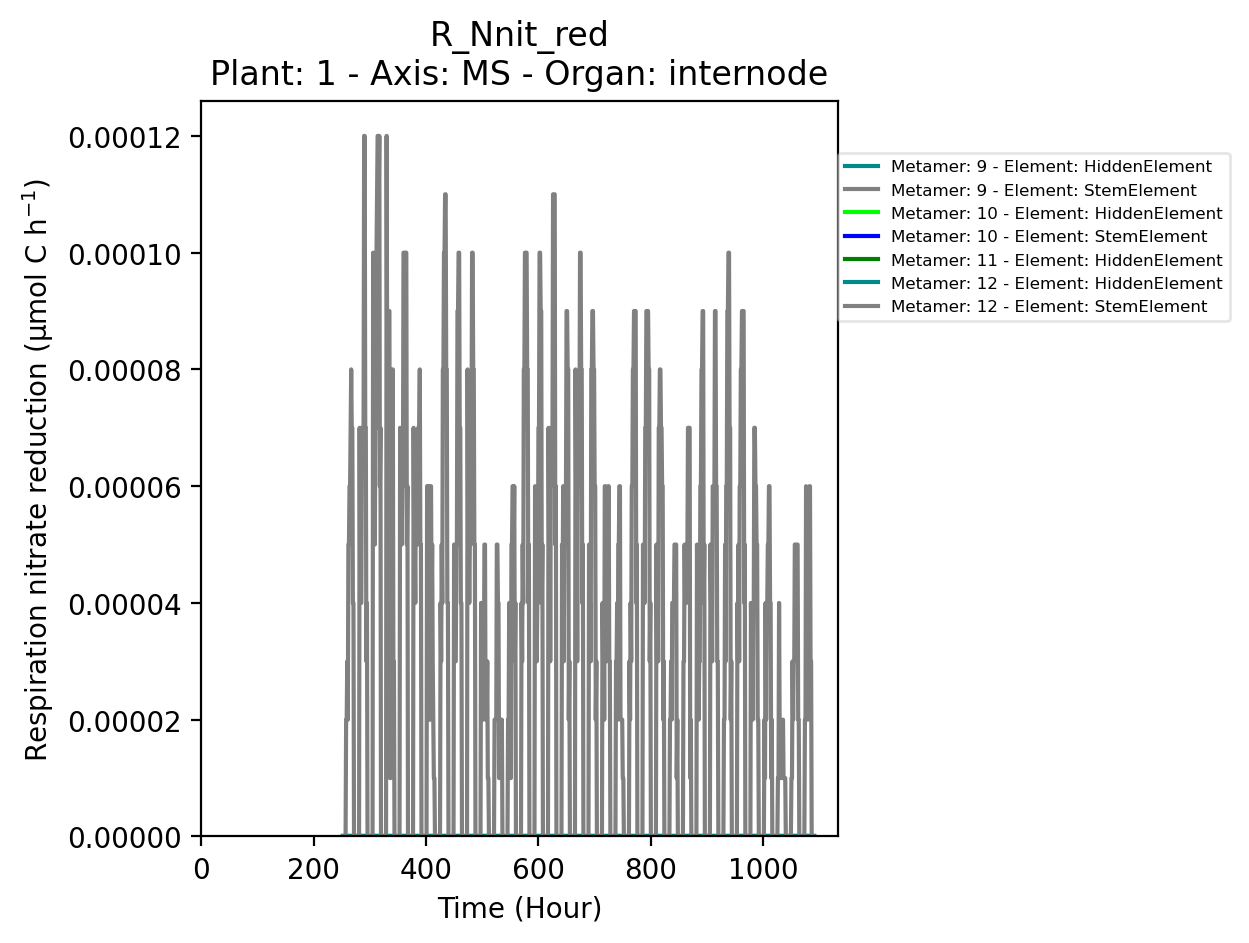 R_Nnit_red
Plant: 1 - Axis: MS - Organ: internode
Respiration nitrate reduction (µmol C h⁻¹)
0.00012
0.00010
0.00008
0.00006
0.00004
0.00002
0.00000
0 200 400 600 800 1000
Time (Hour)
Metamer: 9 - Element: HiddenElement
Metamer: 9 - Element: StemElement
Metamer: 10 - Element: HiddenElement
Metamer: 10 - Element: StemElement
Metamer: 11 - Element: HiddenElement
Metamer: 12 - Element: HiddenElement
Metamer: 12 - Element: StemElement